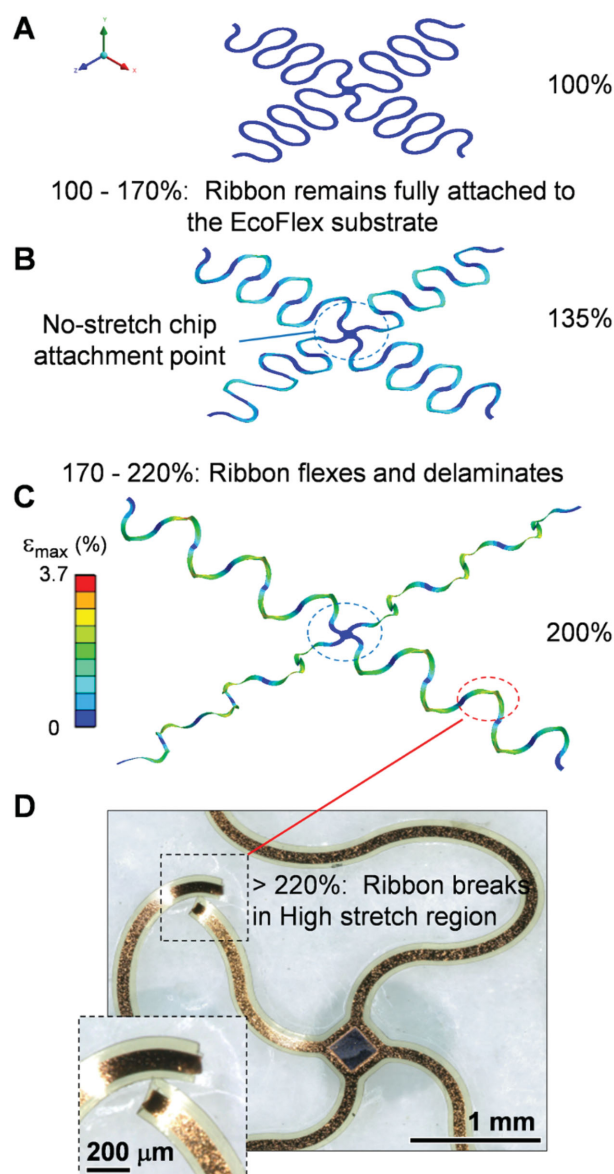 A
Y
Z
X
100%
100 - 170%: Ribbon remains fully attached to
the EcoFlex substrate
B
No-stretch chip
attachment point
135%
170 - 220%: Ribbon flexes and delaminates
C
εmax (%)
3.7
0
200%
D
> 220%: Ribbon breaks
in High stretch region
200 μm
1 mm